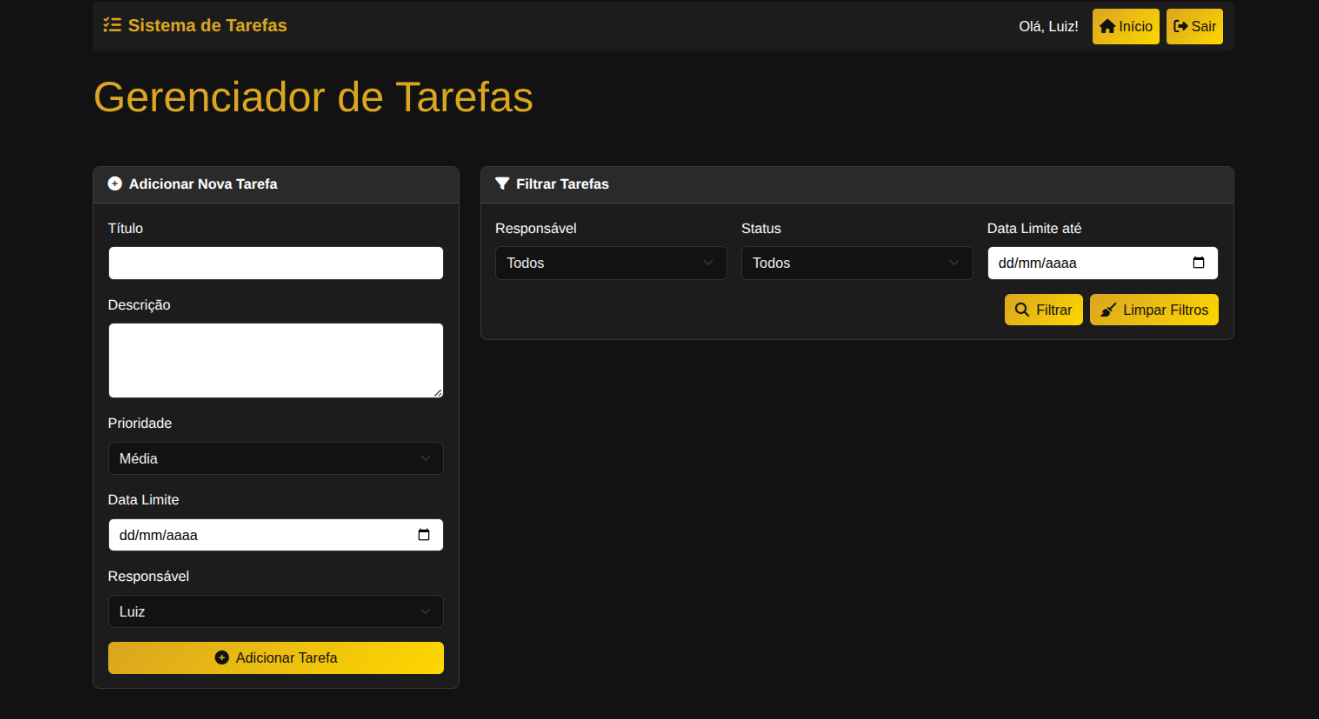 Sistema de Tarefas
Olá, Luiz!
Início
Sair
Gerenciador de Tarefas
Adicionar Nova Tarefa
Título
Descrição
Prioridade
Média
Data Limite
dd/mm/aaaa
Responsável
Luiz
Adicionar Tarefa
Filtrar Tarefas
Responsável
Status
Data Limite até
Todos
Todos
dd/mm/aaaa
Filtrar
Limpar Filtros